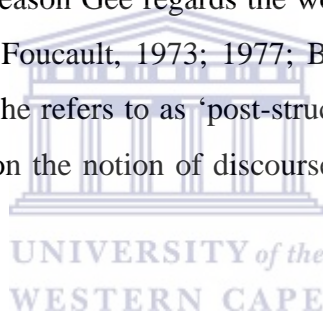 eason Gee regards the wo
Foucault, 1973; 1977; B
he refers to as ‘post-struc
on the notion of discourse
UNIVERSITY of the
WESTERN CAPE